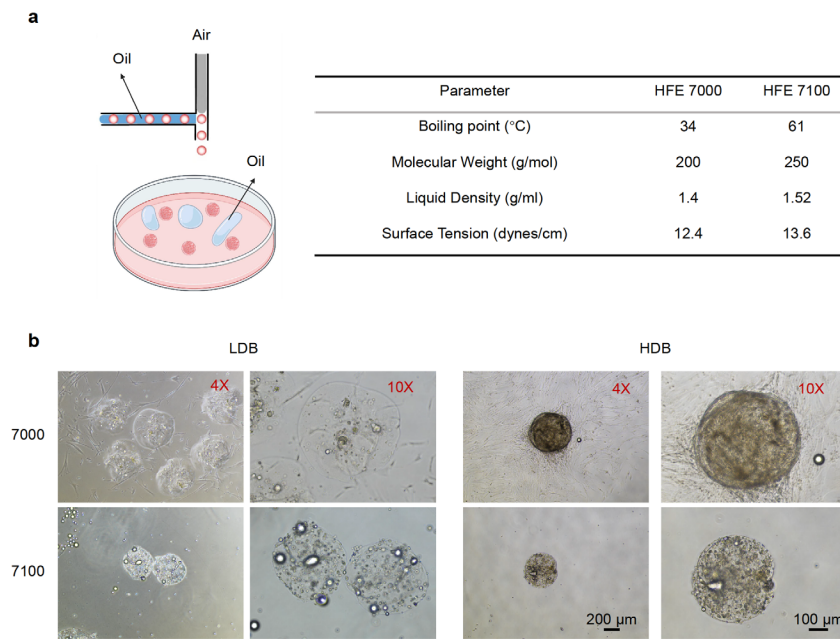 a
Air
Oil
Oil
Parameter HFE 7000 HFE 7100
Boiling point (°C) 34 61
Molecular Weight (g/mol) 200 250
Liquid Density (g/ml) 1.4 1.52
Surface Tension (dynes/cm) 12.4 13.6
b
LDB HDB
4X 10X 4X 10X
7000
7100
200 µm 100 µm